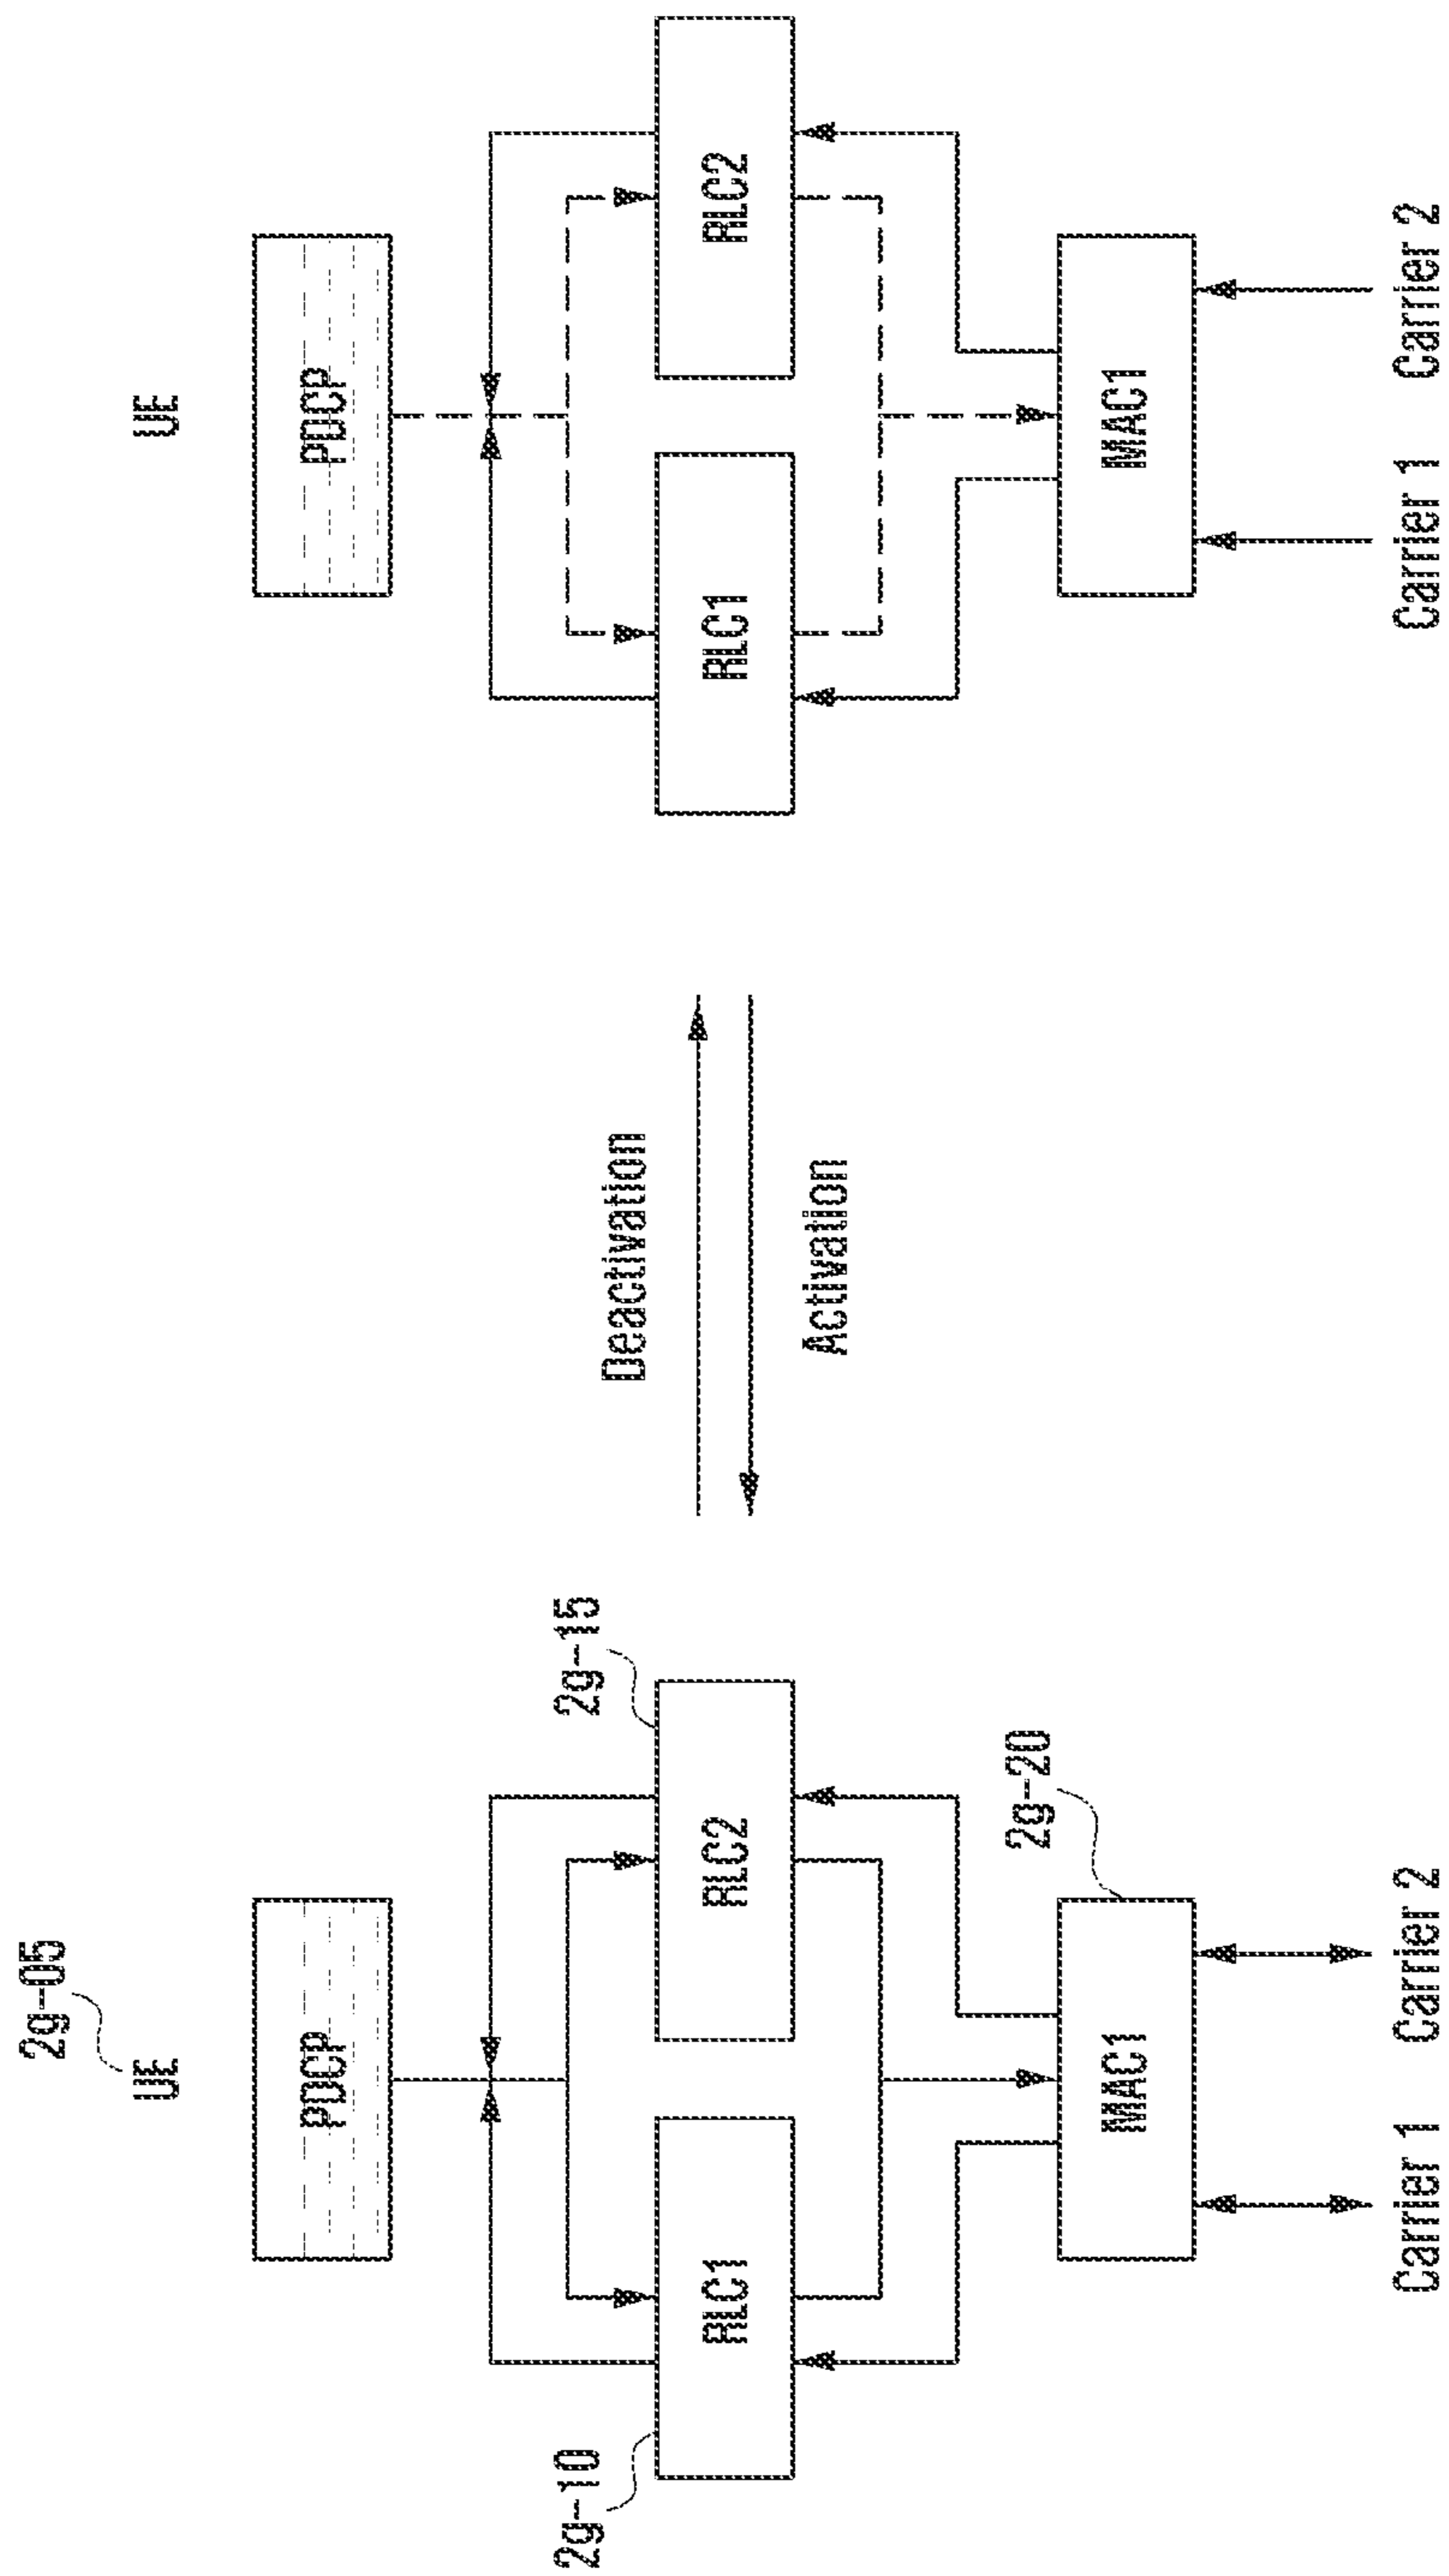 2g-05
UE
PDCP
2g-10
RLC1
RLC2
2g-15
MAC1
2g-20
Carrier 1
Carrier 2
Deactivation
Activation
UE
PDCP
RLC1
RLC2
MAC1
Carrier 1
Carrier 2